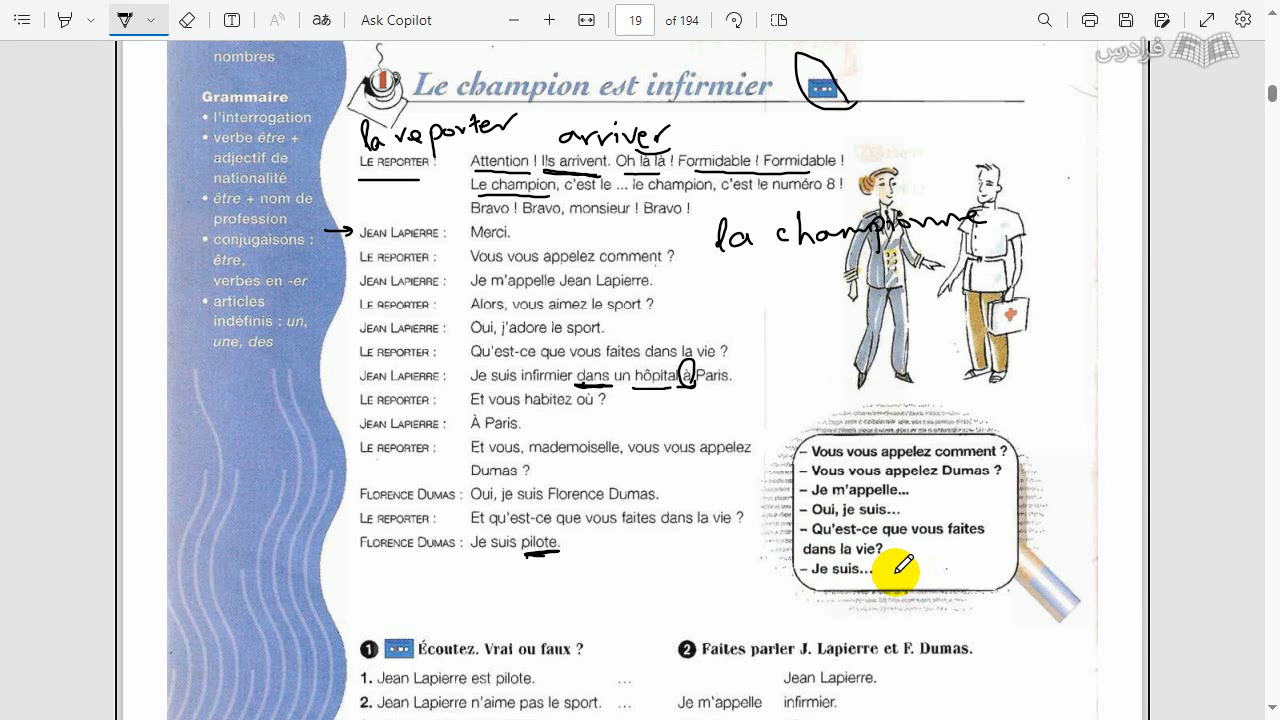 Ask Copilot
19 of 194
فرادرس
nombres
Grammaire
• l'interrogation
• verbe être +
adjectif de
nationalité
• être + nom de
profession
• conjugaisons :
être,
verbes en -er
• articles
indéfinis : un,
une, des
Le champion est infirmier
la reporter arriver
LE REPORTER : Attention ! Ils arrivent. Oh là là ! Formidable ! Formidable !
Le champion, c'est le ... le champion, c'est le numéro 8 !
Bravo ! Bravo, monsieur ! Bravo !
la championne
JEAN LAPIERRE : Merci.
LE REPORTER : Vous vous appelez comment ?
JEAN LAPIERRE : Je m'appelle Jean Lapierre.
LE REPORTER : Alors, vous aimez le sport ?
JEAN LAPIERRE : Oui, j'adore le sport.
LE REPORTER : Qu'est-ce que vous faites dans la vie ?
JEAN LAPIERRE : Je suis infirmier dans un hôpital à Paris.
LE REPORTER : Et vous habitez où ?
JEAN LAPIERRE : À Paris.
LE REPORTER : Et vous, mademoiselle, vous vous appelez
Dumas ?
FLORENCE DUMAS : Oui, je suis Florence Dumas.
LE REPORTER : Et qu'est-ce que vous faites dans la vie ?
FLORENCE DUMAS : Je suis pilote.
– Vous vous appelez comment ?
– Vous vous appelez Dumas ?
– Je m'appelle...
– Oui, je suis...
– Qu'est-ce que vous faites
dans la vie?
– Je suis...
1 Écoutez. Vrai ou faux ?
1. Jean Lapierre est pilote. ...
2. Jean Lapierre n'aime pas le sport. ...
2 Faites parler J. Lapierre et F. Dumas.
Jean Lapierre.
Je m'appelle infirmier.